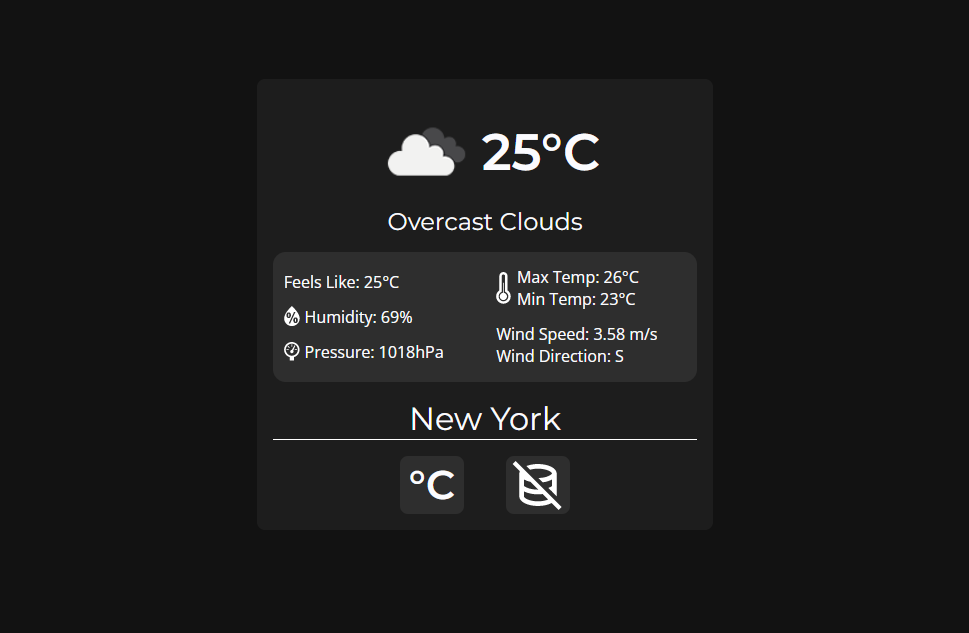 25°C
Overcast Clouds
Feels Like: 25°C
Humidity: 69%
Pressure: 1018hPa
Max Temp: 26°C
Min Temp: 23°C
Wind Speed: 3.58 m/s
Wind Direction: S
New York
°C